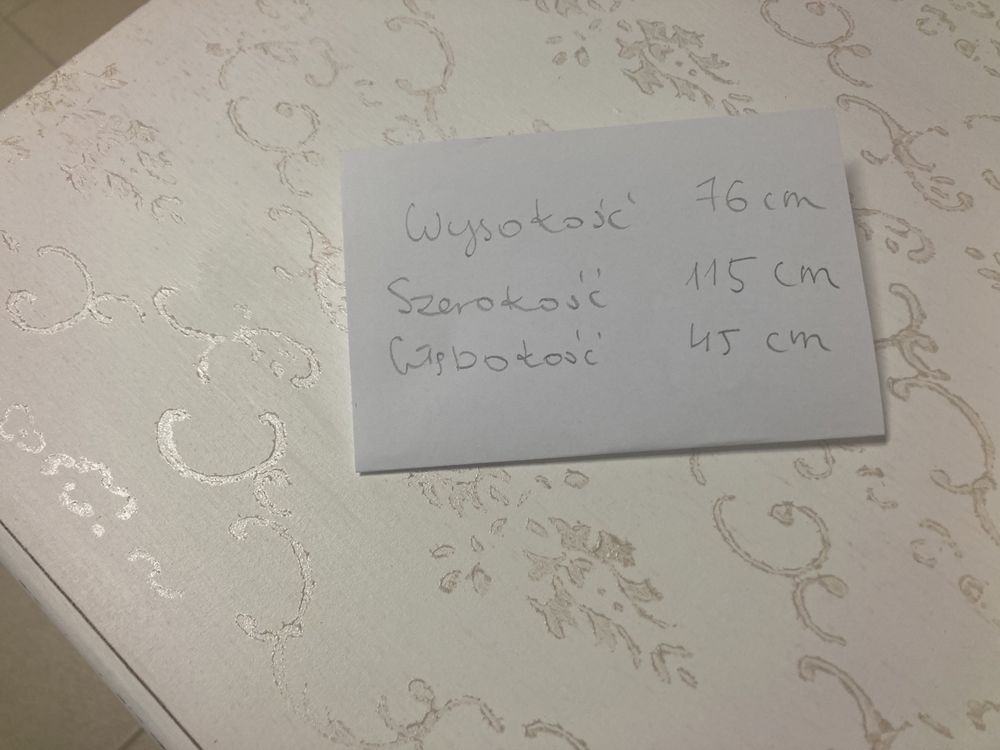 Wysokość 76 cm
Szerokość 115 cm
Głębokość 45 cm